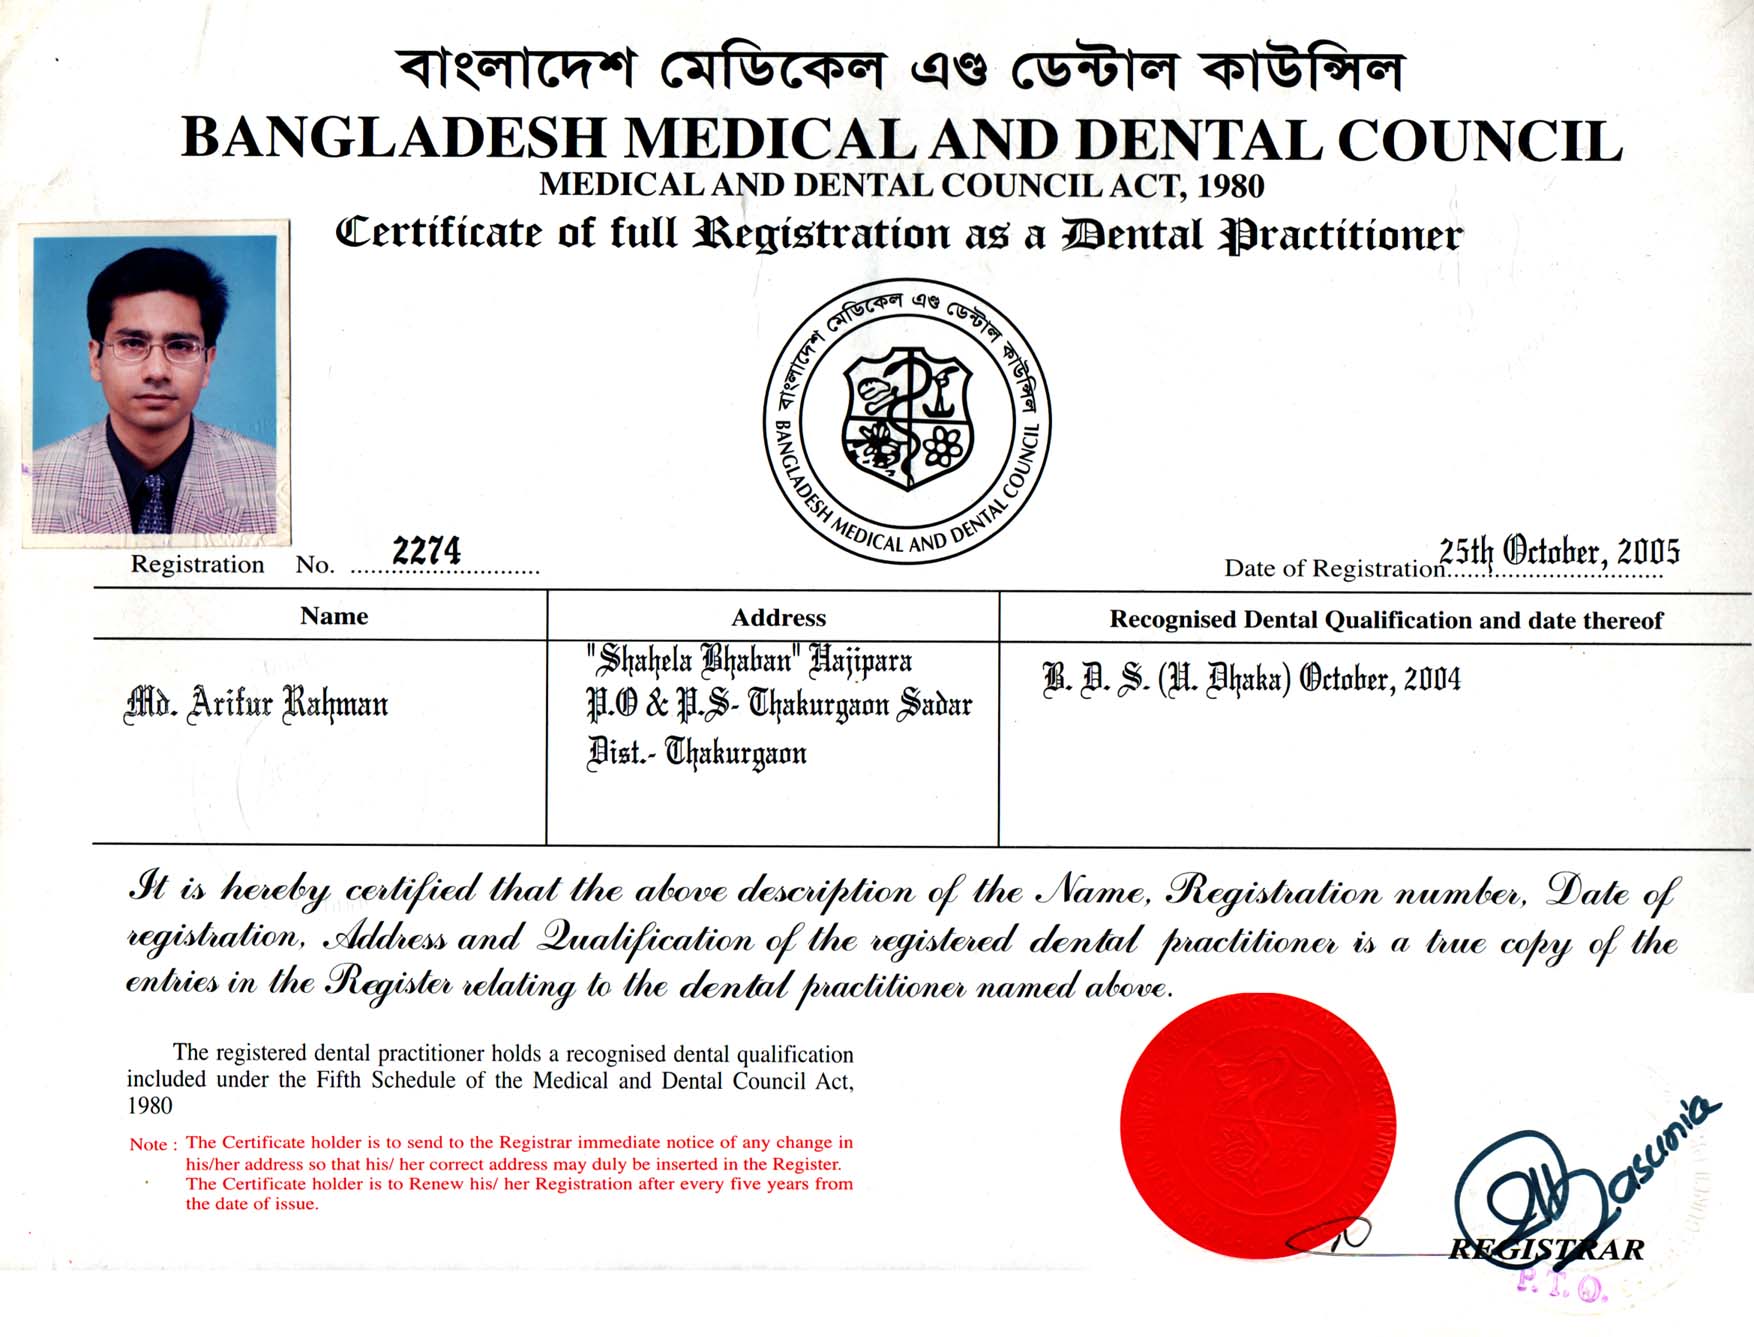 বাংলাদেশ মেডিকেল এণ্ড ডেন্টাল কাউন্সিল
BANGLADESH MEDICAL AND DENTAL COUNCIL
MEDICAL AND DENTAL COUNCIL ACT, 1980
Certificate of full Registration as a Dental Practitioner
বাংলাদেশ মেডিকেল এণ্ড ডেন্টাল কাউন্সিল
BANGLADESH MEDICAL AND DENTAL COUNCIL
Registration No. 2274
Date of Registration 25th October, 2005
Name Address Recognised Dental Qualification and date thereof
Md. Arifur Rahman
"Shahela Bhaban" Hajipara
P.O & P.S- Thakurgaon Sadar
Dist.- Thakurgaon
B. D. S. (U. Dhaka) October, 2004
It is hereby certified that the above description of the Name, Registration number, Date of
registration, Address and Qualification of the registered dental practitioner is a true copy of the
entries in the Register relating to the dental practitioner named above.
The registered dental practitioner holds a recognised dental qualification
included under the Fifth Schedule of the Medical and Dental Council Act,
1980
Note : The Certificate holder is to send to the Registrar immediate notice of any change in
his/her address so that his/ her correct address may duly be inserted in the Register.
The Certificate holder is to Renew his/ her Registration after every five years from
the date of issue.
REGISTRAR
P.T.O.